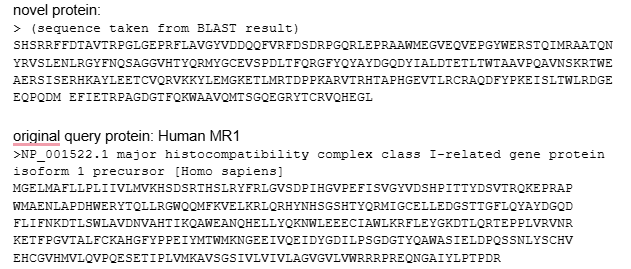 novel protein:
> (sequence taken from BLAST result)
SHSRRFFDTAVTRPGLGEPRFLAVGYVDDQQFVRFDSDRPGQRLEPRAAWMEGVEQVEPGYWERSTQIMRAATQN
YRVSLENLRGYFNQSAGGVHTYQRMYGCEVSPDLTFQRGFYQYAYDGQDYIALDTETLTWTAAVPQAVNSKRTWE
AERSISERHKAYLEETCVQRVKKYLEMGKETLMRTDPPKARVTRHTAPHGEVTLRCRAQDFYPKEISLTWLRDGE
EQPQDM EFIETRPAGDGTFQKWAAVQMTSGQEGRYTCRVQHEGL
original query protein: Human MR1
>NP_001522.1 major histocompatibility complex class I-related gene protein
isoform 1 precursor [Homo sapiens]
MGELMAFLLPLIIVLMVKHSDSRTHSLRYFRLGVSDPIHGVPEFISVGYVDSHPITTYDSVTRQKEPRAP
WMAENLAPDHWERYTQLLRGWQQMFKVELKRLQRHYNHSGSHTYQRMIGCELLEDGSTTGFLQYAYDGQD
FLIFNKDTLSWLAVDNVAHTIKQAWEANQHELLYQKNWLEEECIAWLKRFLEYGKDTLQRTEPPLVRVNR
KETFPGVTALFCKAHGFYPPEIYMTWMKNGEEIVQEIDYGDILPSGDGTYQAWASIELDPQSSNLYSCHV
EHCGVHMVLQVPQESETIPLVMKAVSGSIVLVIVLAGVGVLVWRRRPREQNGAIYLPTPDR